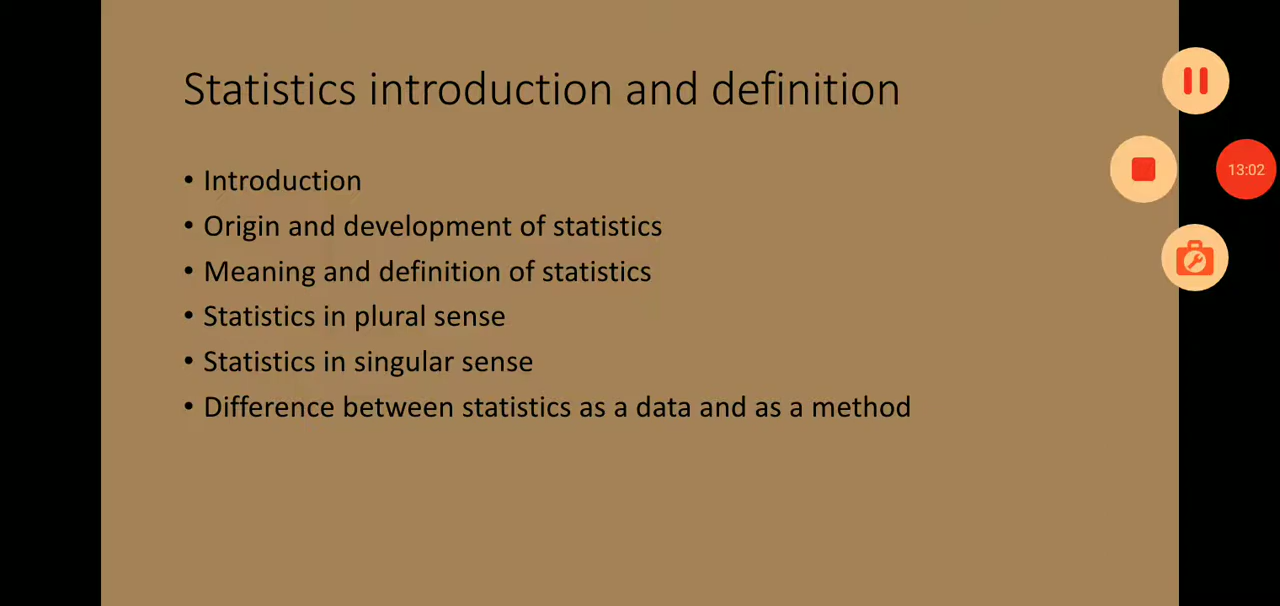 Statistics introduction and definition
• Introduction
• Origin and development of statistics
• Meaning and definition of statistics
• Statistics in plural sense
• Statistics in singular sense
• Difference between statistics as a data and as a method
13:02